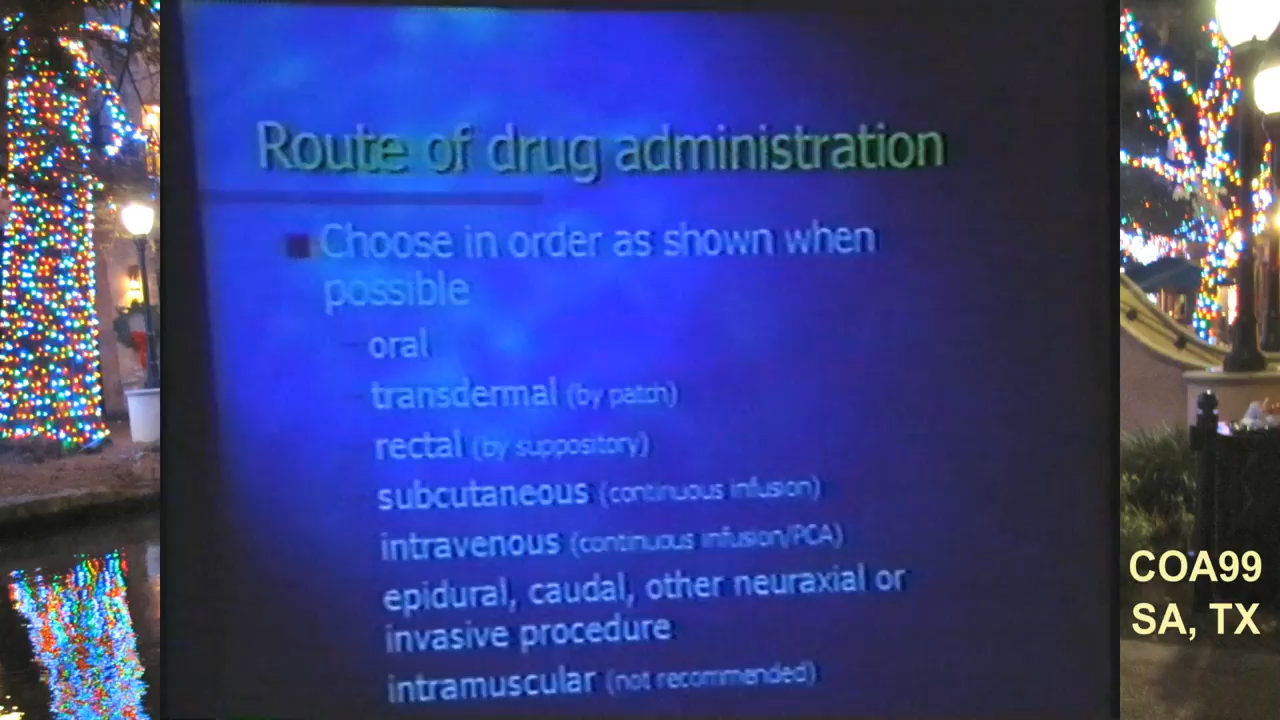 Route of drug administration
Choose in order as shown when
possible
oral
transdermal (by patch)
rectal (by suppository)
subcutaneous (continuous infusion)
intravenous (continuous infusion/PCA)
epidural, caudal, other neuraxial or
invasive procedure
intramuscular (not recommended)
COA99
SA, TX